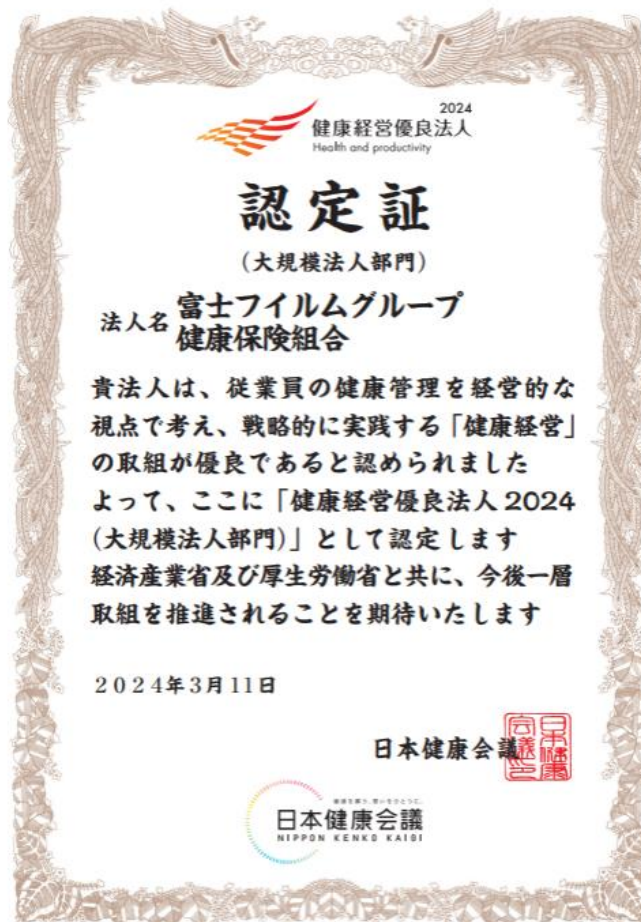 2024
健康経営優良法人
Health and productivity
認定証
(大規模法人部門)
法人名 富士フイルムグループ
健康保険組合
貴法人は、従業員の健康管理を経営的な
視点で考え、戦略的に実践する「健康経営」
の取組が優良であると認められました
よって、ここに「健康経営優良法人 2024
(大規模法人部門)」として認定します
経済産業省及び厚生労働省と共に、今後一層
取組を推進されることを期待いたします
2024年3月11日
日本健康会議
日本健康会議印
日本健康会議
NIPPON KENKO KAIGI